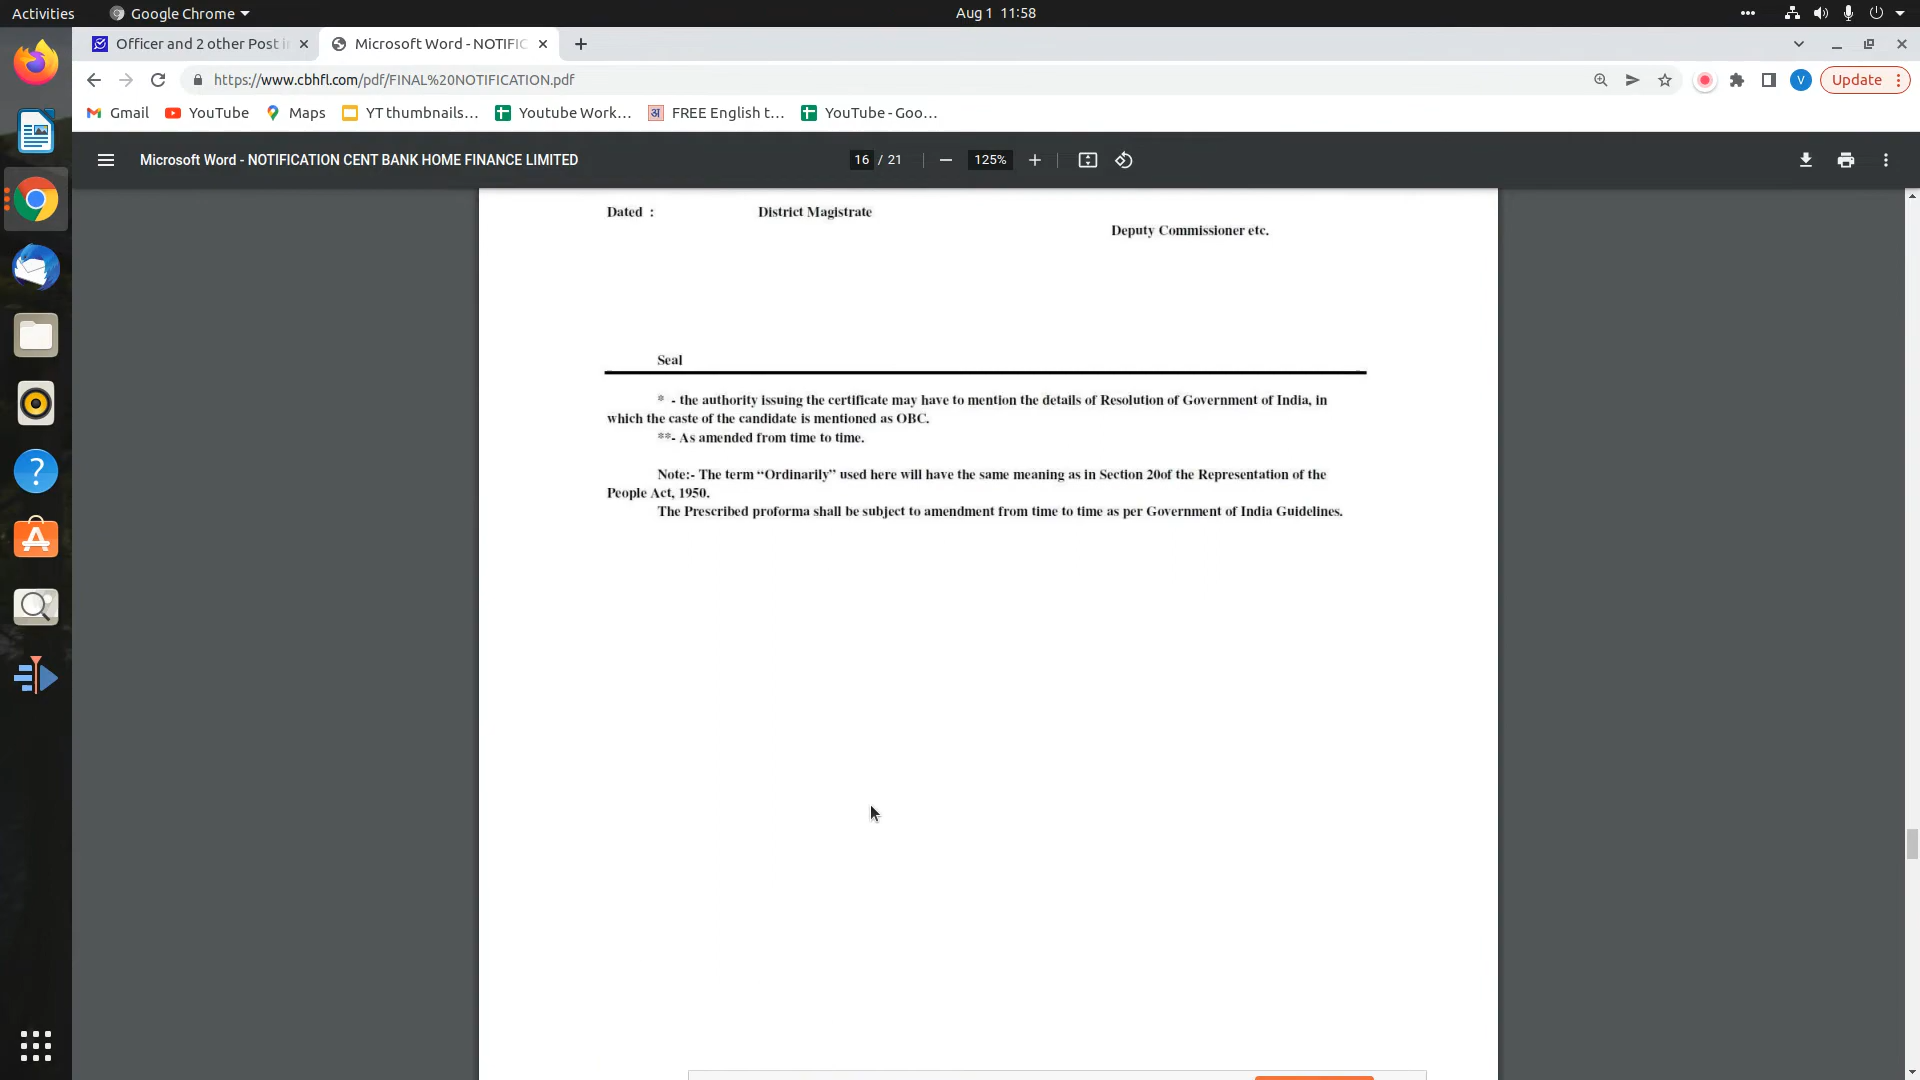 Activities
Google Chrome
Aug 1 11:58
Officer and 2 other Post i
Microsoft Word - NOTIFIC
https://www.cbhfl.com/pdf/FINAL%20NOTIFICATION.pdf
V
Update
Gmail
YouTube
Maps
YT thumbnails...
Youtube Work...
अ
FREE English t...
YouTube - Goo...
Microsoft Word - NOTIFICATION CENT BANK HOME FINANCE LIMITED
16 / 21
125%
Dated :
District Magistrate
Deputy Commissioner etc.
Seal
* - the authority issuing the certificate may have to mention the details of Resolution of Government of India, in
which the caste of the candidate is mentioned as OBC.
**- As amended from time to time.
Note:- The term “Ordinarily” used here will have the same meaning as in Section 20of the Representation of the
People Act, 1950.
The Prescribed proforma shall be subject to amendment from time to time as per Government of India Guidelines.